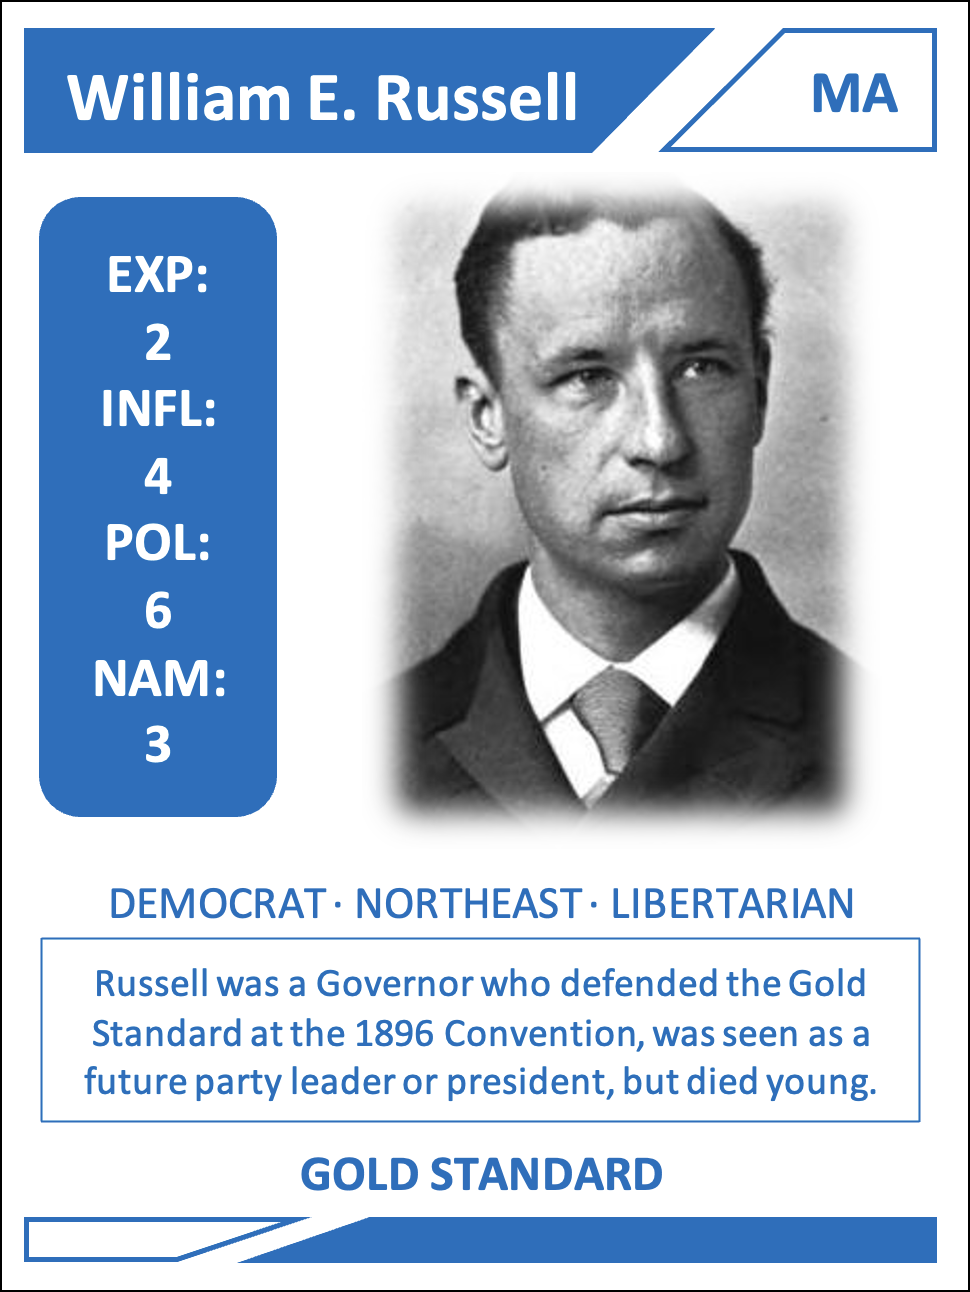 William E. Russell
MA
EXP:
2
INFL:
4
POL:
6
NAM:
3
DEMOCRAT · NORTHEAST · LIBERTARIAN
Russell was a Governor who defended the Gold
Standard at the 1896 Convention, was seen as a
future party leader or president, but died young.
GOLD STANDARD